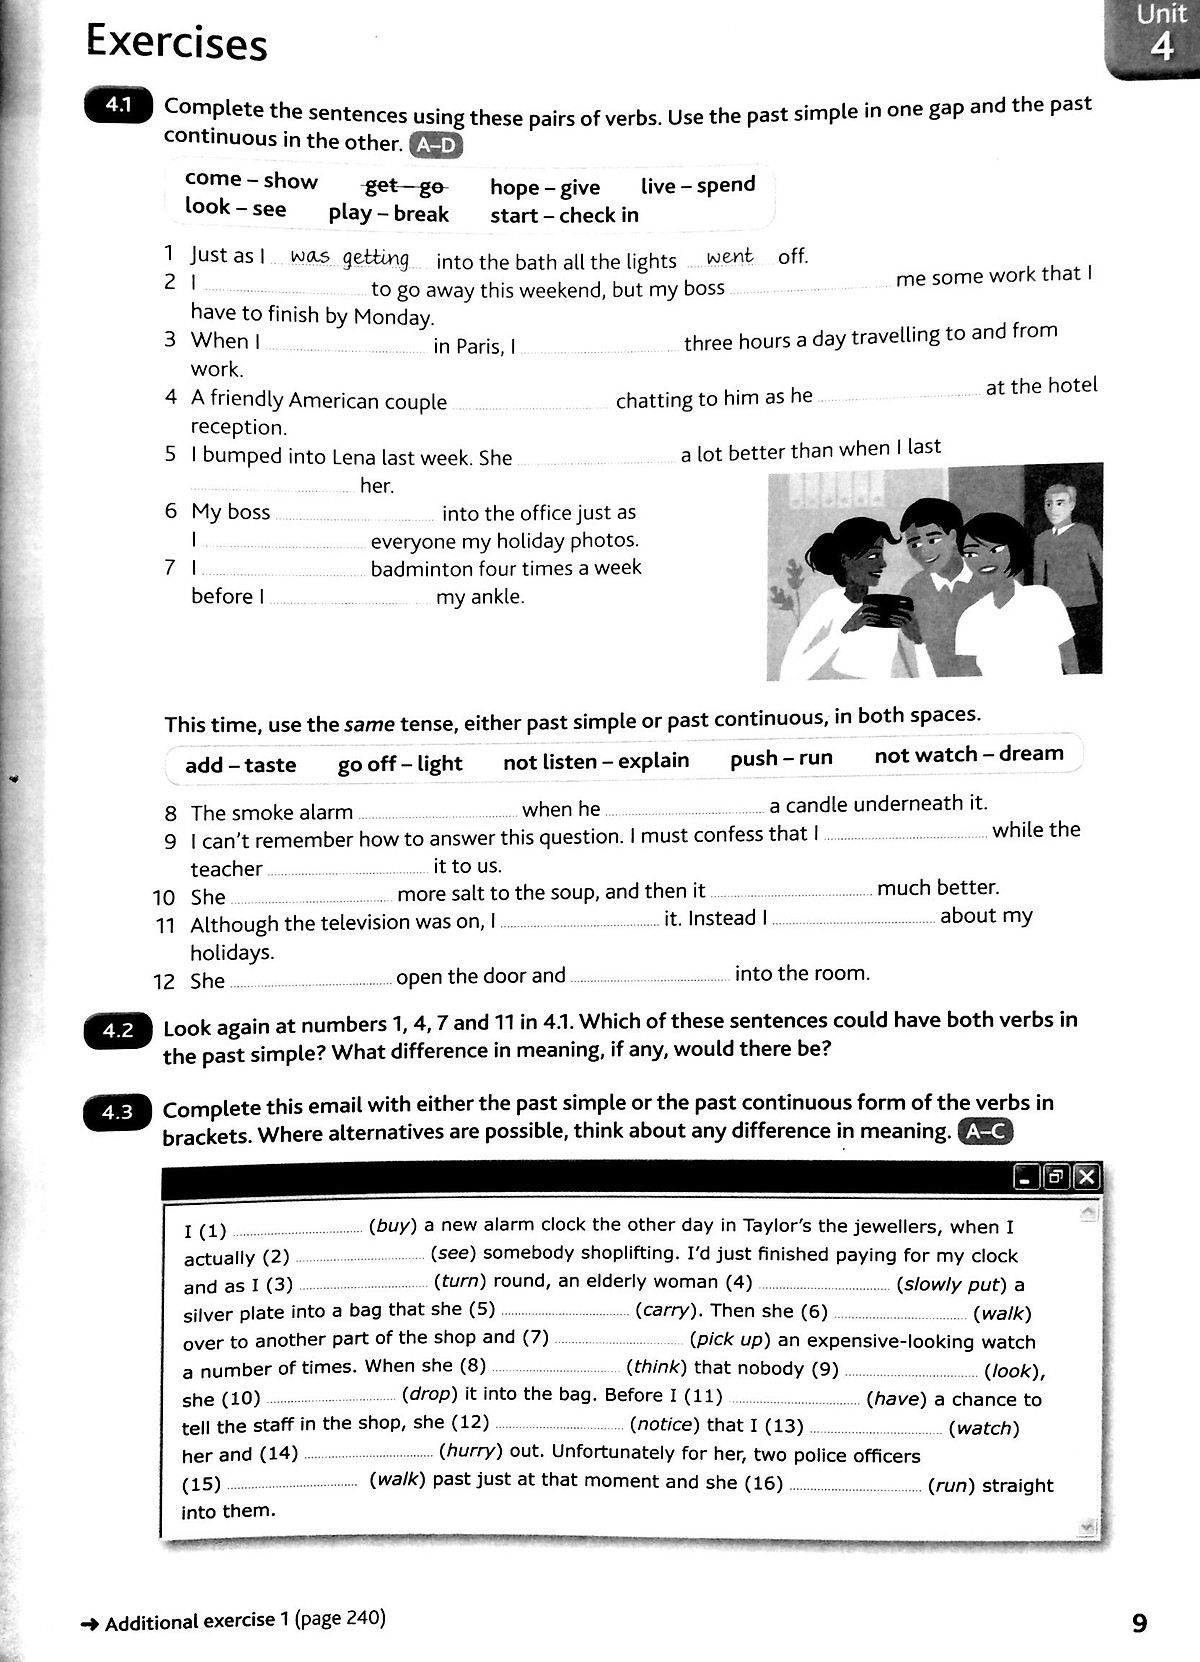 Unit
4
Exercises
4.1 Complete the sentences using these pairs of verbs. Use the past simple in one gap and the past
continuous in the other. A–D
come – show get – go hope – give live – spend
look – see play – break start – check in
1 Just as I was getting into the bath all the lights went off.
2 I to go away this weekend, but my boss me some work that I
have to finish by Monday.
3 When I in Paris, I three hours a day travelling to and from
work.
4 A friendly American couple chatting to him as he at the hotel
reception.
5 I bumped into Lena last week. She a lot better than when I last
her.
6 My boss into the office just as
I everyone my holiday photos.
7 I badminton four times a week
before I my ankle.
This time, use the same tense, either past simple or past continuous, in both spaces.
add – taste go off – light not listen – explain push – run not watch – dream
8 The smoke alarm when he a candle underneath it.
9 I can't remember how to answer this question. I must confess that I while the
teacher it to us.
10 She more salt to the soup, and then it much better.
11 Although the television was on, I it. Instead I about my
holidays.
12 She open the door and into the room.
4.2 Look again at numbers 1, 4, 7 and 11 in 4.1. Which of these sentences could have both verbs in
the past simple? What difference in meaning, if any, would there be?
4.3 Complete this email with either the past simple or the past continuous form of the verbs in
brackets. Where alternatives are possible, think about any difference in meaning. A–C
I (1) (buy) a new alarm clock the other day in Taylor's the jewellers, when I
actually (2) (see) somebody shoplifting. I'd just finished paying for my clock
and as I (3) (turn) round, an elderly woman (4) (slowly put) a
silver plate into a bag that she (5) (carry). Then she (6) (walk)
over to another part of the shop and (7) (pick up) an expensive-looking watch
a number of times. When she (8) (think) that nobody (9) (look),
she (10) (drop) it into the bag. Before I (11) (have) a chance to
tell the staff in the shop, she (12) (notice) that I (13) (watch)
her and (14) (hurry) out. Unfortunately for her, two police officers
(15) (walk) past just at that moment and she (16) (run) straight
into them.
➜ Additional exercise 1 (page 240)
9